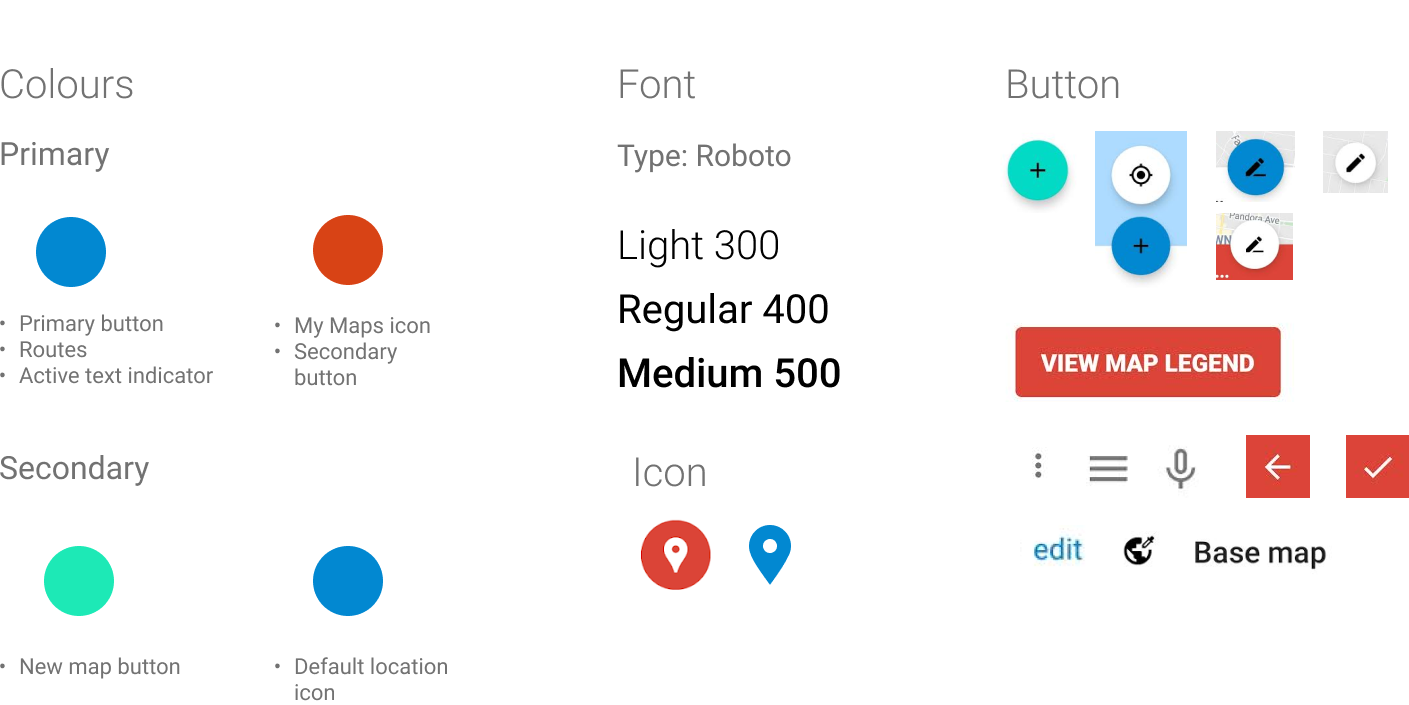 Colours
Primary
• Primary button
• Routes
• Active text indicator
• My Maps icon
• Secondary
button
Secondary
• New map button
• Default location
icon
Font
Type: Roboto
Light 300
Regular 400
Medium 500
Icon
Button
Pandora Ave
WN
VIEW MAP LEGEND
edit
Base map